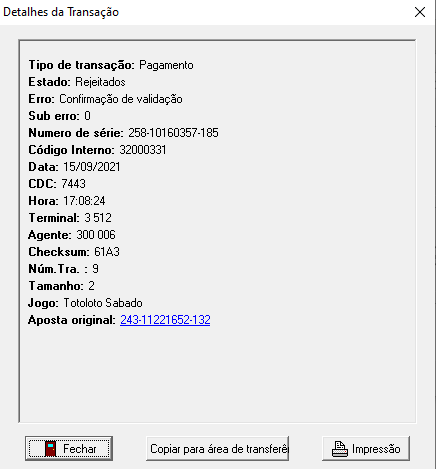 Detalhes da Transação
Tipo de transação: Pagamento
Estado: Rejeitados
Erro: Confirmação de validação
Sub erro: 0
Numero de série: 258-10160357-185
Código Interno: 32000331
Data: 15/09/2021
CDC: 7443
Hora: 17:08:24
Terminal: 3 512
Agente: 300 006
Checksum: 61A3
Núm.Tra. : 9
Tamanho: 2
Jogo: Totoloto Sabado
Aposta original: 243-11221652-132
Fechar
Copiar para área de transferê
Impressão